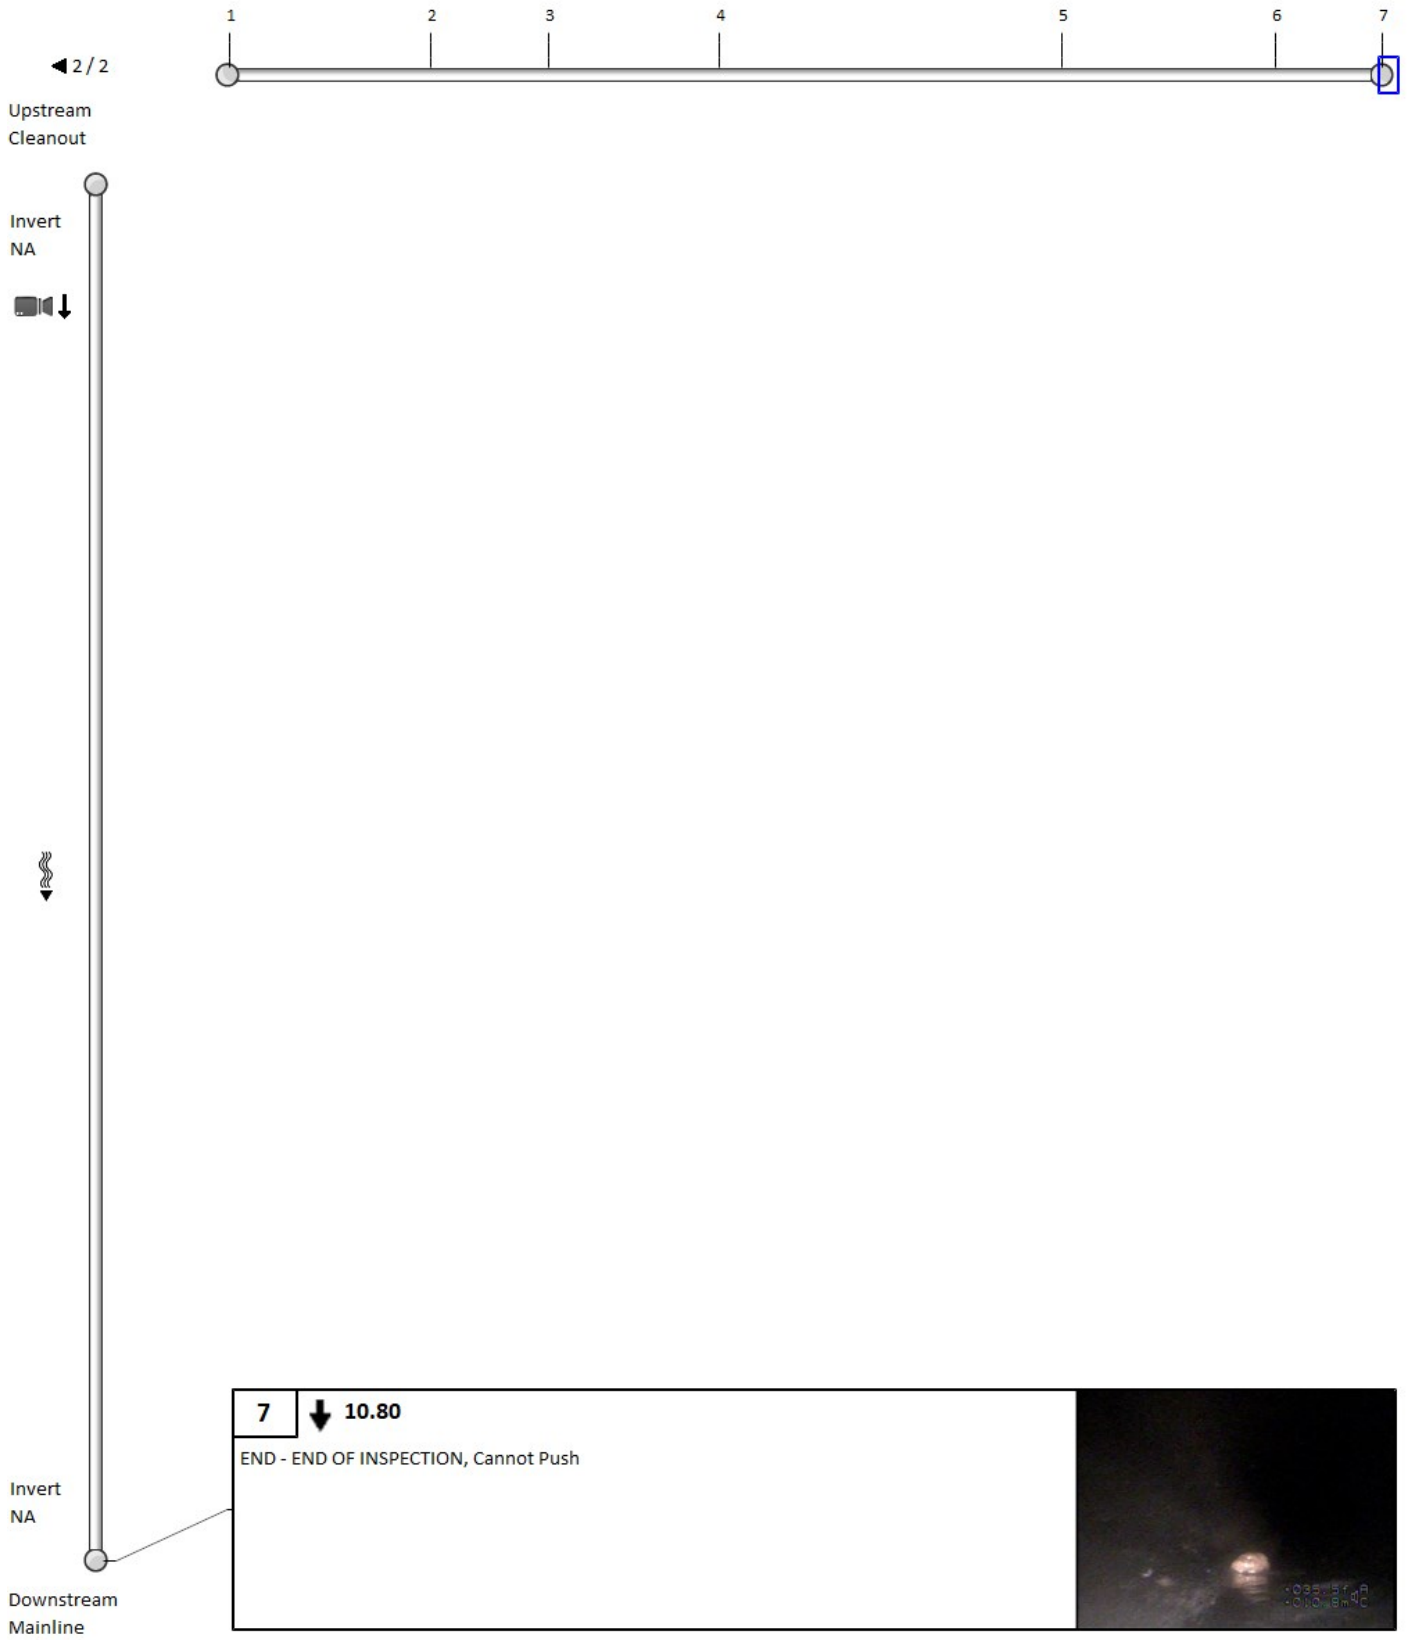 1 2 3 4 5 6 7
2 / 2
Upstream
Cleanout
Invert
NA
7 10.80
END - END OF INSPECTION, Cannot Push
Invert
NA
Downstream
Mainline